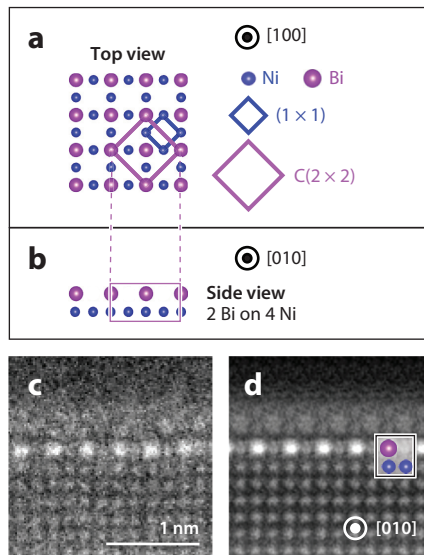 a
Top view
[100]
Ni
Bi
(1 × 1)
C(2 × 2)
b
[010]
Side view
2 Bi on 4 Ni
c
1 nm
d
[010]